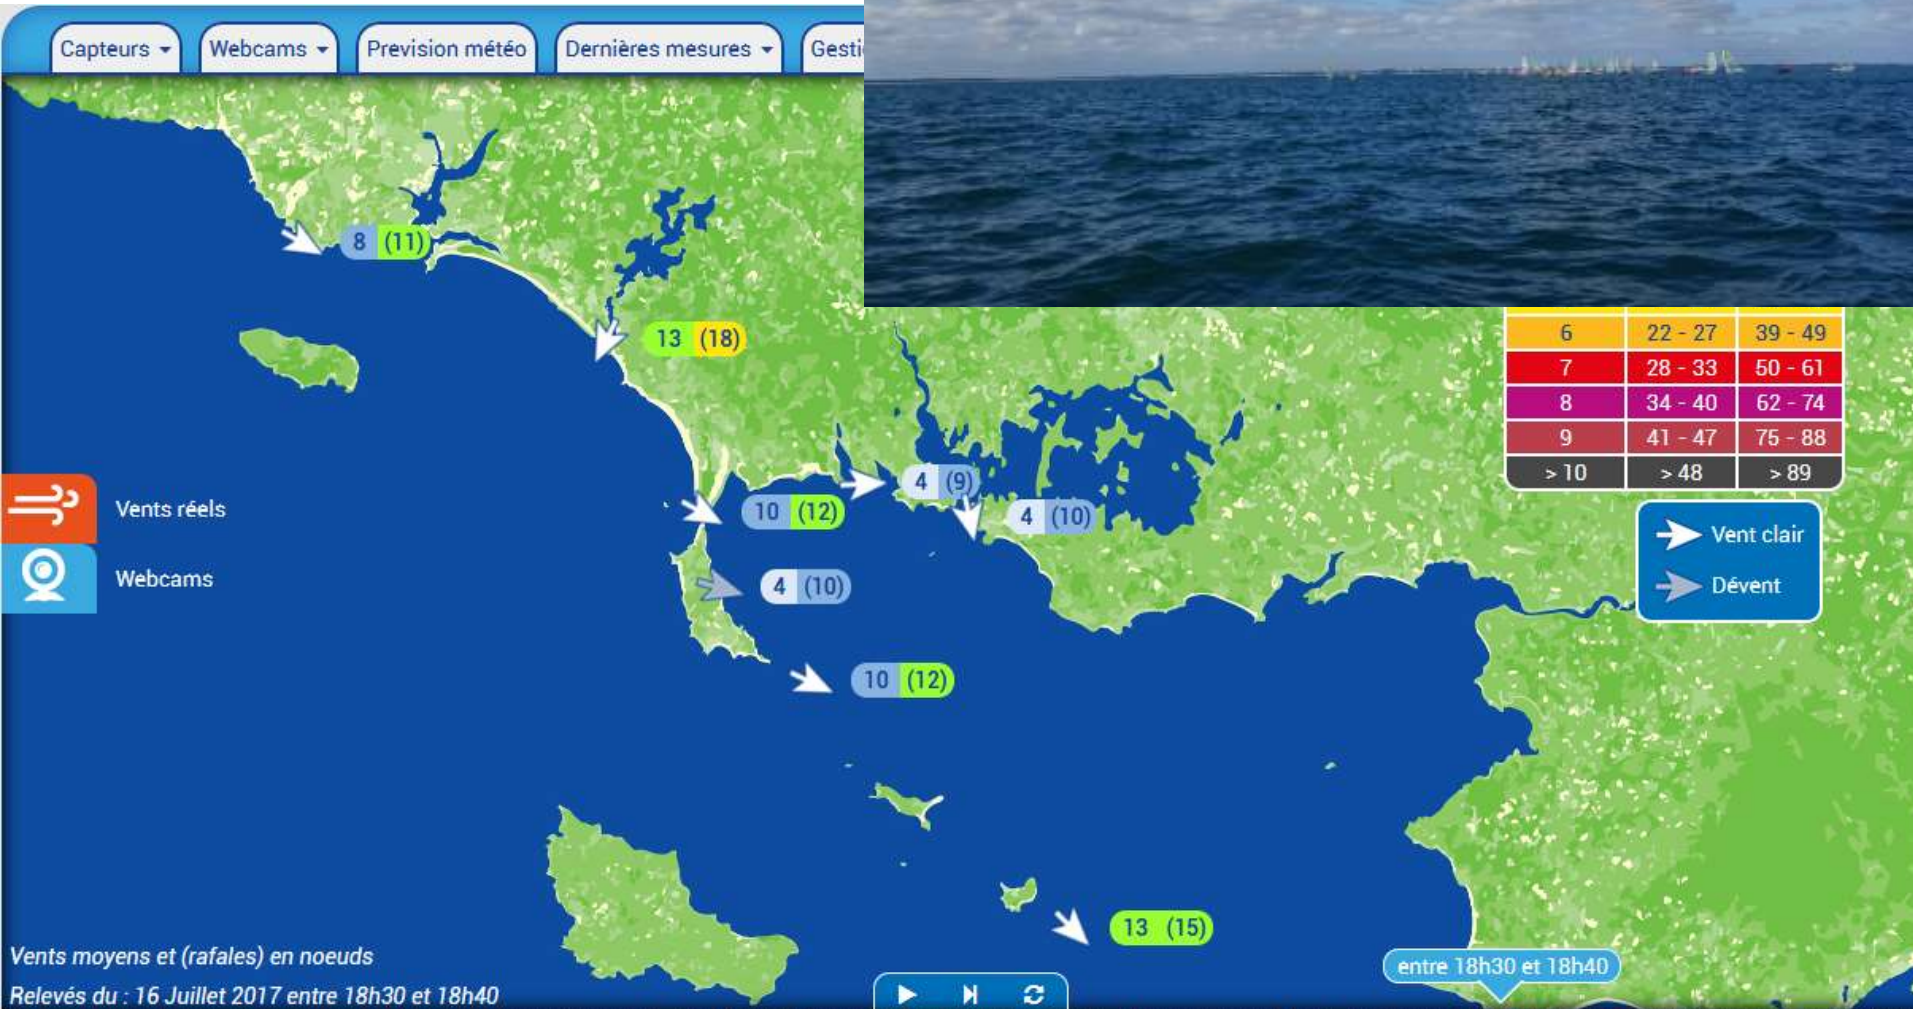 Capteurs Webcams Prevision météo Dernières mesures Gesti
8 (11)
13 (18)
6 22 - 27 39 - 49
7 28 - 33 50 - 61
8 34 - 40 62 - 74
9 41 - 47 75 - 88
> 10 > 48 > 89
4 (9)
Vents réels
10 (12)
4 (10)
Vent clair
Webcams
4 (10)
Dévent
10 (12)
13 (15)
Vents moyens et (rafales) en noeuds
entre 18h30 et 18h40
Relevés du : 16 Juillet 2017 entre 18h30 et 18h40